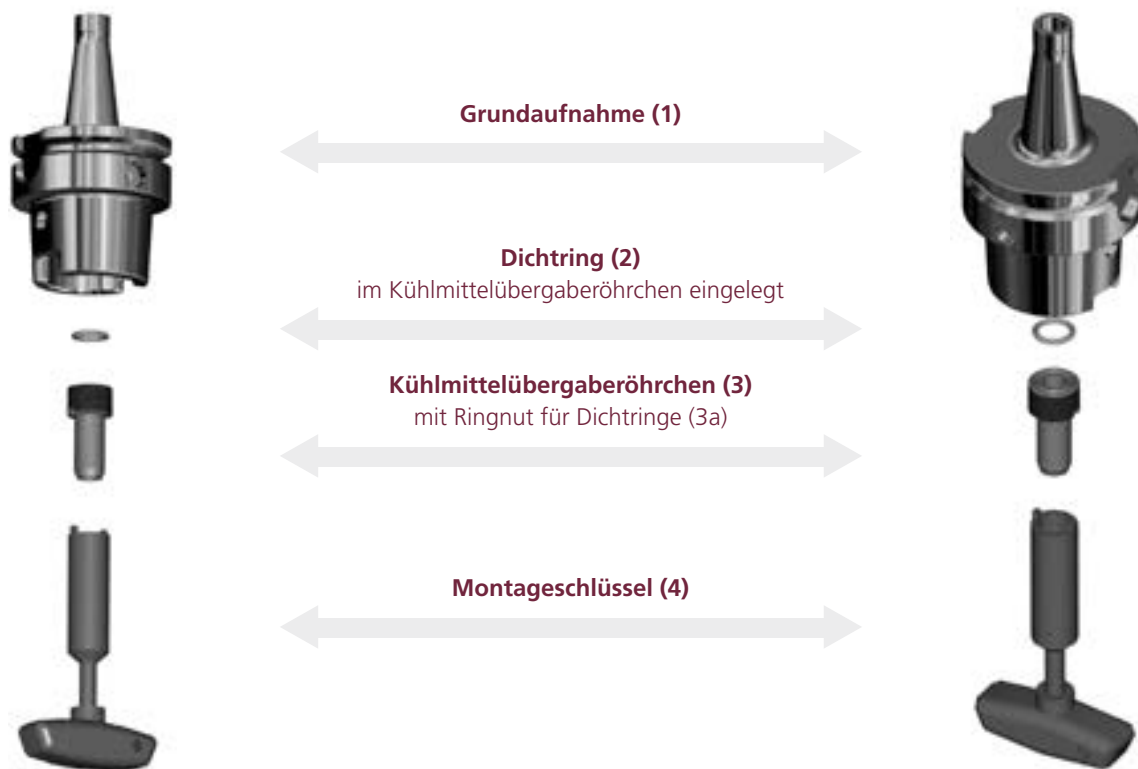 Grundaufnahme (1)
Dichtring (2)
im Kühlmittelübergaberöhrchen eingelegt
Kühlmittelübergaberöhrchen (3)
mit Ringnut für Dichtringe (3a)
Montageschlüssel (4)